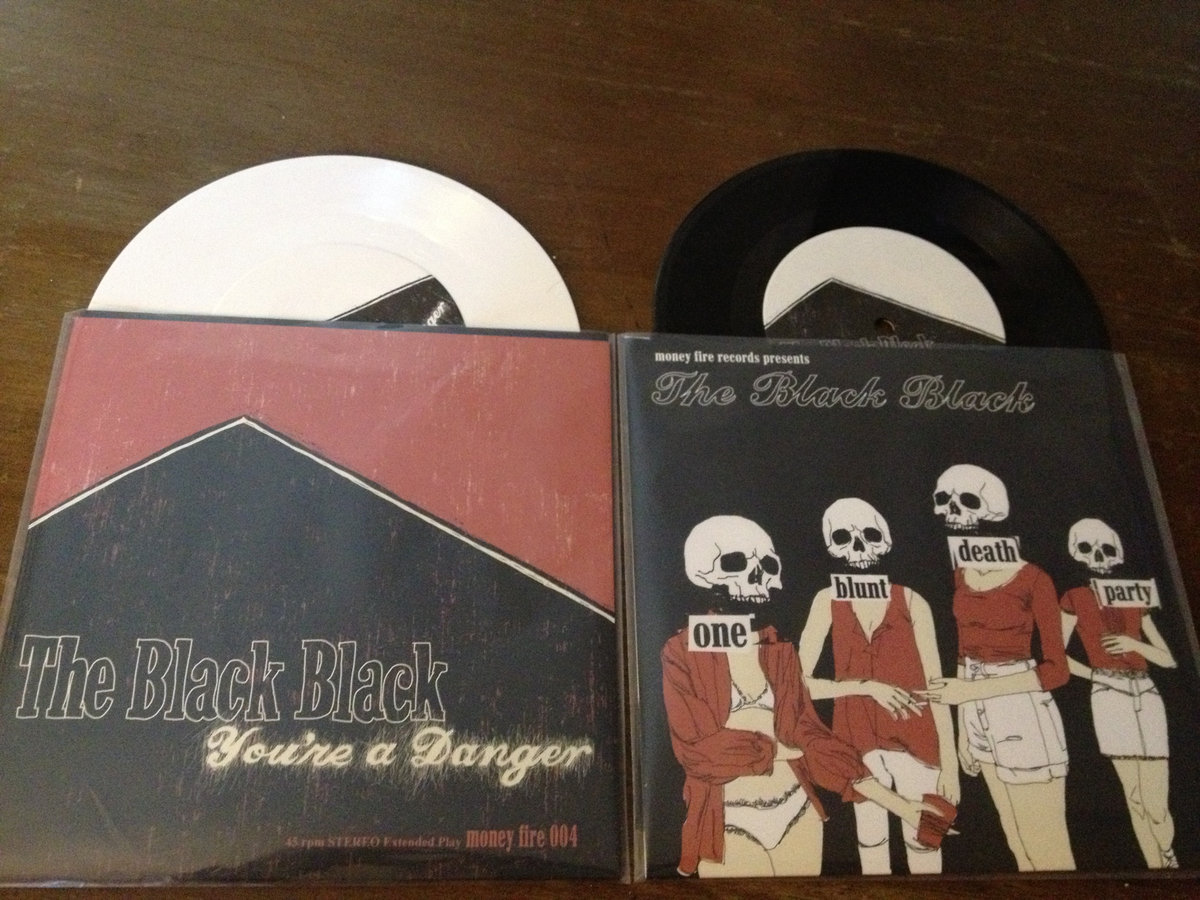 The Black Black
You're a Danger
45 rpm STEREO Extended Play money fire 004
ger
money fire records presents
The Black Black
one
blunt
death
party